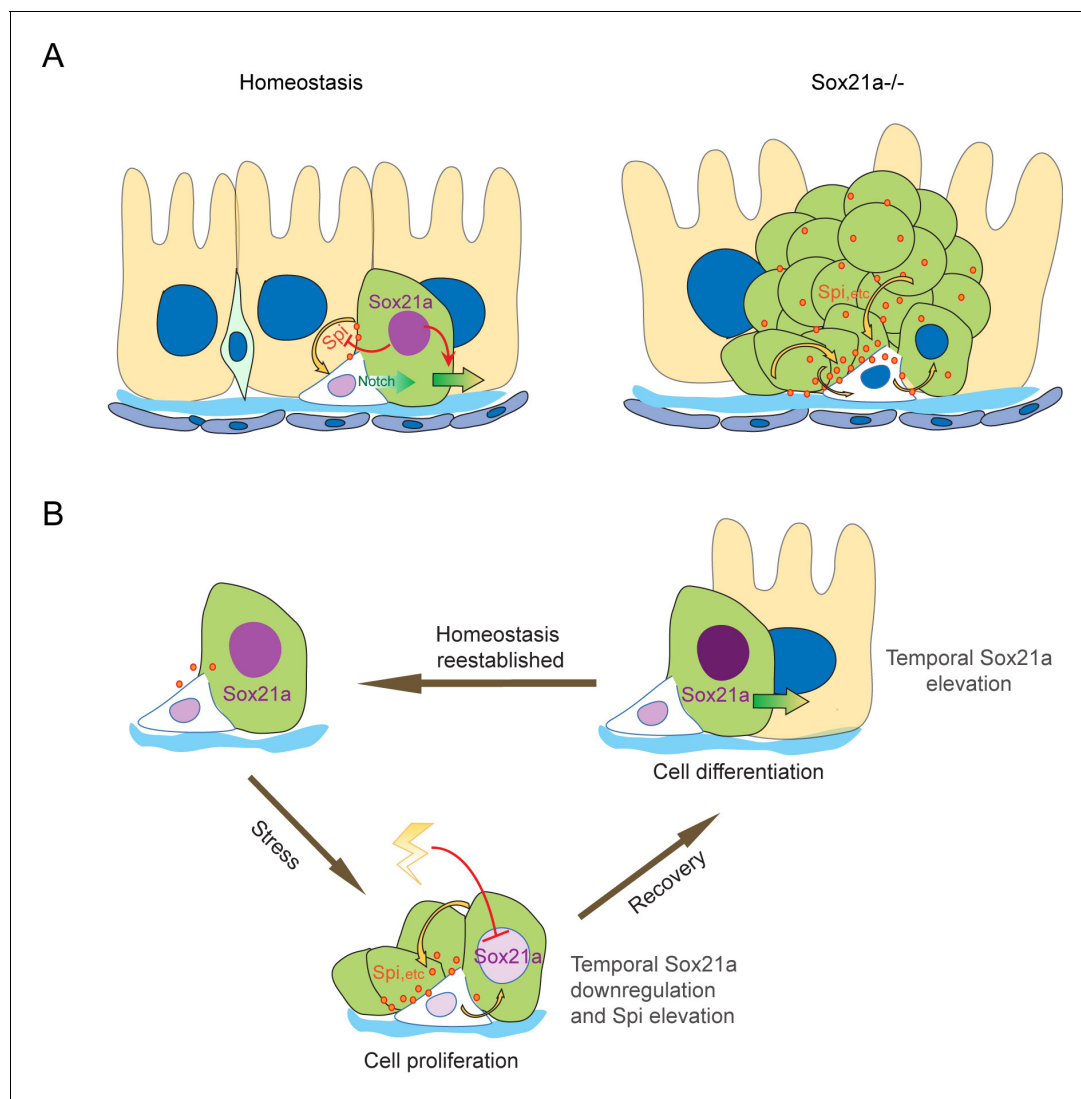 A
Homeostasis
Sox21a-/-
Sox21a
Spi
Notch
Spi,etc
B
Homeostasis
reestablished
Sox21a
Sox21a
Temporal Sox21a
elevation
Cell differentiation
Stress
Recovery
Sox21a
Spi,etc
Temporal Sox21a
downregulation
and Spi elevation
Cell proliferation